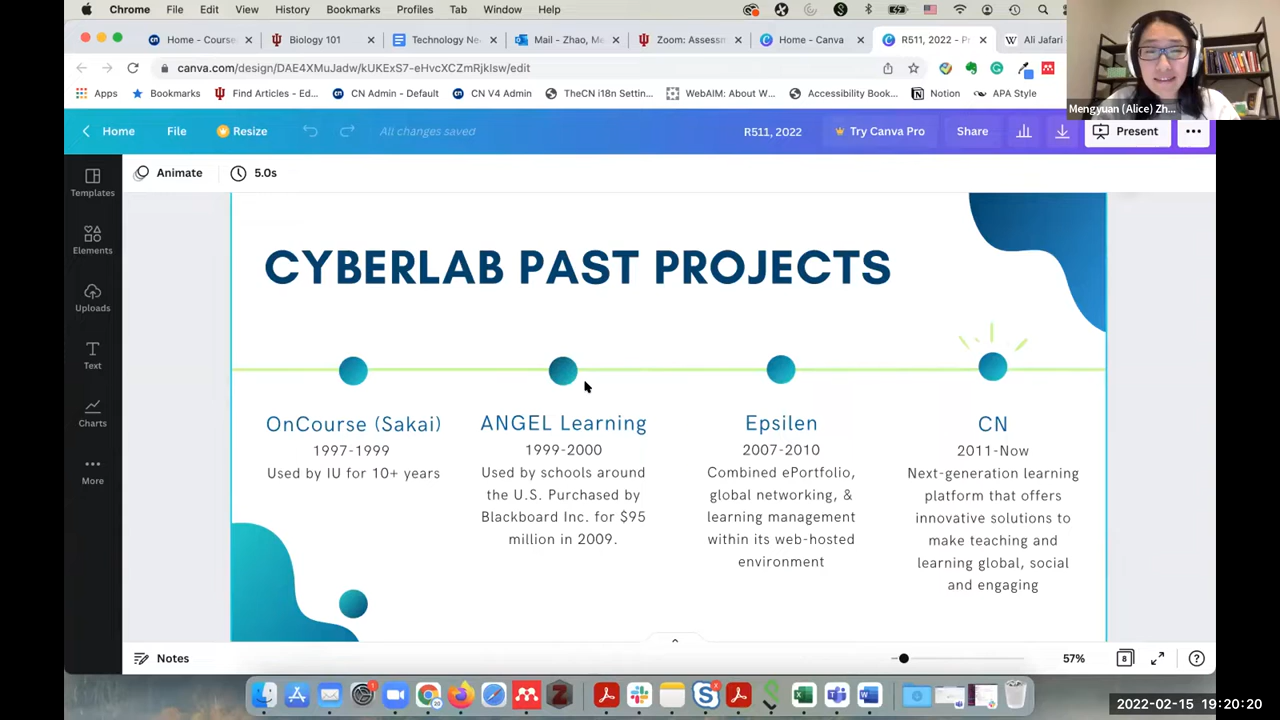 Chrome File Edit View History Bookmarks Profiles Tab Window Help
Home - Course
Biology 101
Technology Ne
Mail - Zhao, M
Zoom: Assessm
Home - Canva
R511, 2022 - P
Ali Jafari
canva.com/design/DAE4XMuJadw/kUKExS7-eHvcXCZmRjkIsw/edit
Apps
Bookmarks
Find Articles - Ed...
CN Admin - Default
CN V4 Admin
TheCN i18n Settin...
WebAIM: About W...
Accessibility Book...
Notion
APA Style
Mengyuan (Alice) Zh...
Home
File
Resize
All changes saved
R511, 2022
Try Canva Pro
Share
Present
Animate
5.0s
Templates
Elements
Uploads
Text
Charts
More
CYBERLAB PAST PROJECTS
OnCourse (Sakai)
1997-1999
Used by IU for 10+ years
ANGEL Learning
1999-2000
Used by schools around
the U.S. Purchased by
Blackboard Inc. for $95
million in 2009.
Epsilen
2007-2010
Combined ePortfolio,
global networking, &
learning management
within its web-hosted
environment
CN
2011-Now
Next-generation learning
platform that offers
innovative solutions to
make teaching and
learning global, social
and engaging
Notes
57%
8
2022-02-15 19:20:20